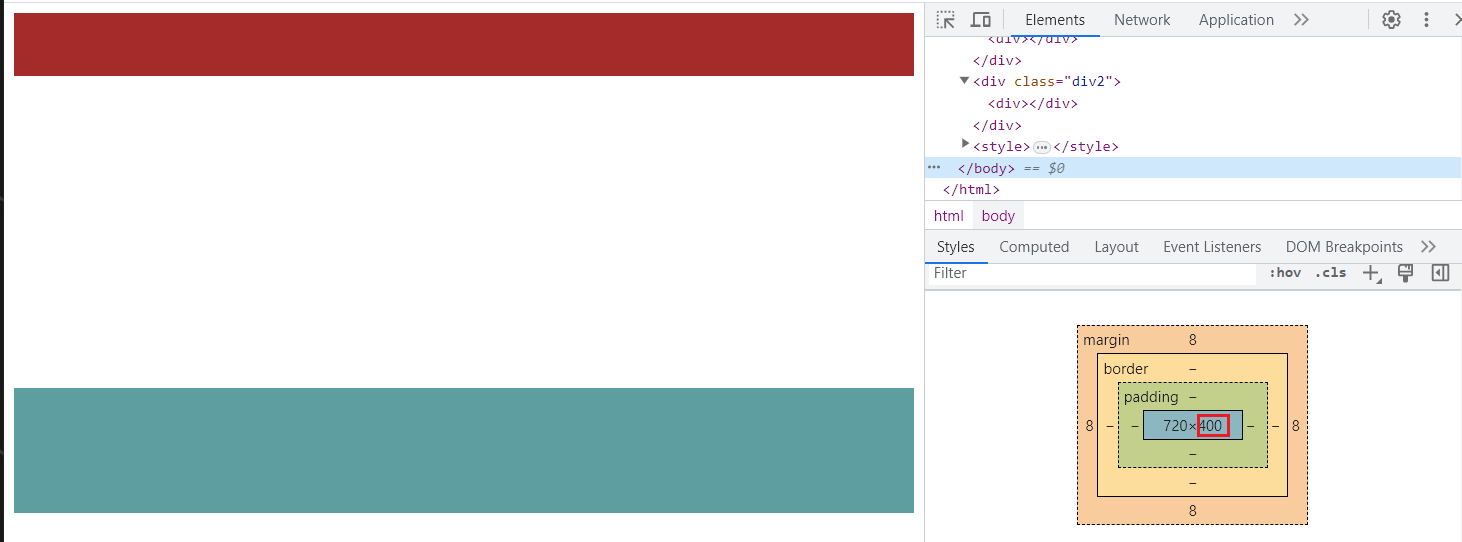 Elements Network Application
<div></div>
</div>
<div class="div2">
<div></div>
</div>
<style>…</style>
</body> == $0
</html>
html body
Styles Computed Layout Event Listeners DOM Breakpoints
Filter :hov .cls
margin 8
border –
padding –
8 – – 720×400 – – 8
–
–
8